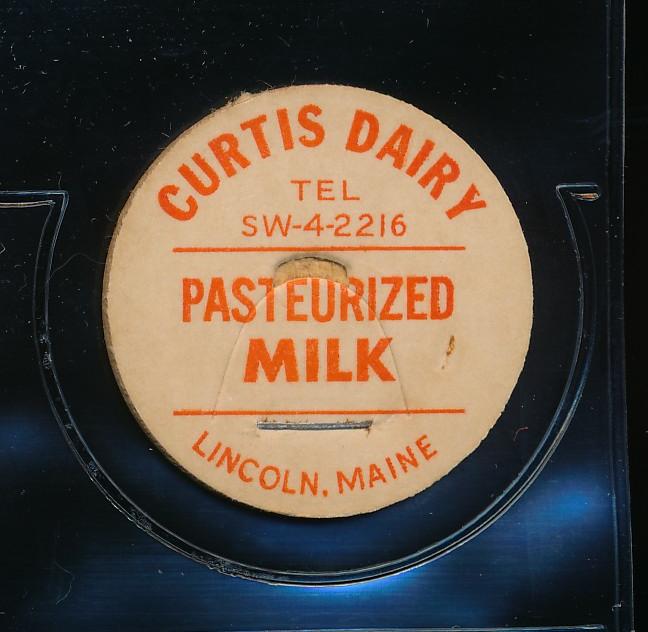 CURTIS DAIRY
TEL
SW-4-2216
PASTEURIZED
MILK
LINCOLN, MAINE